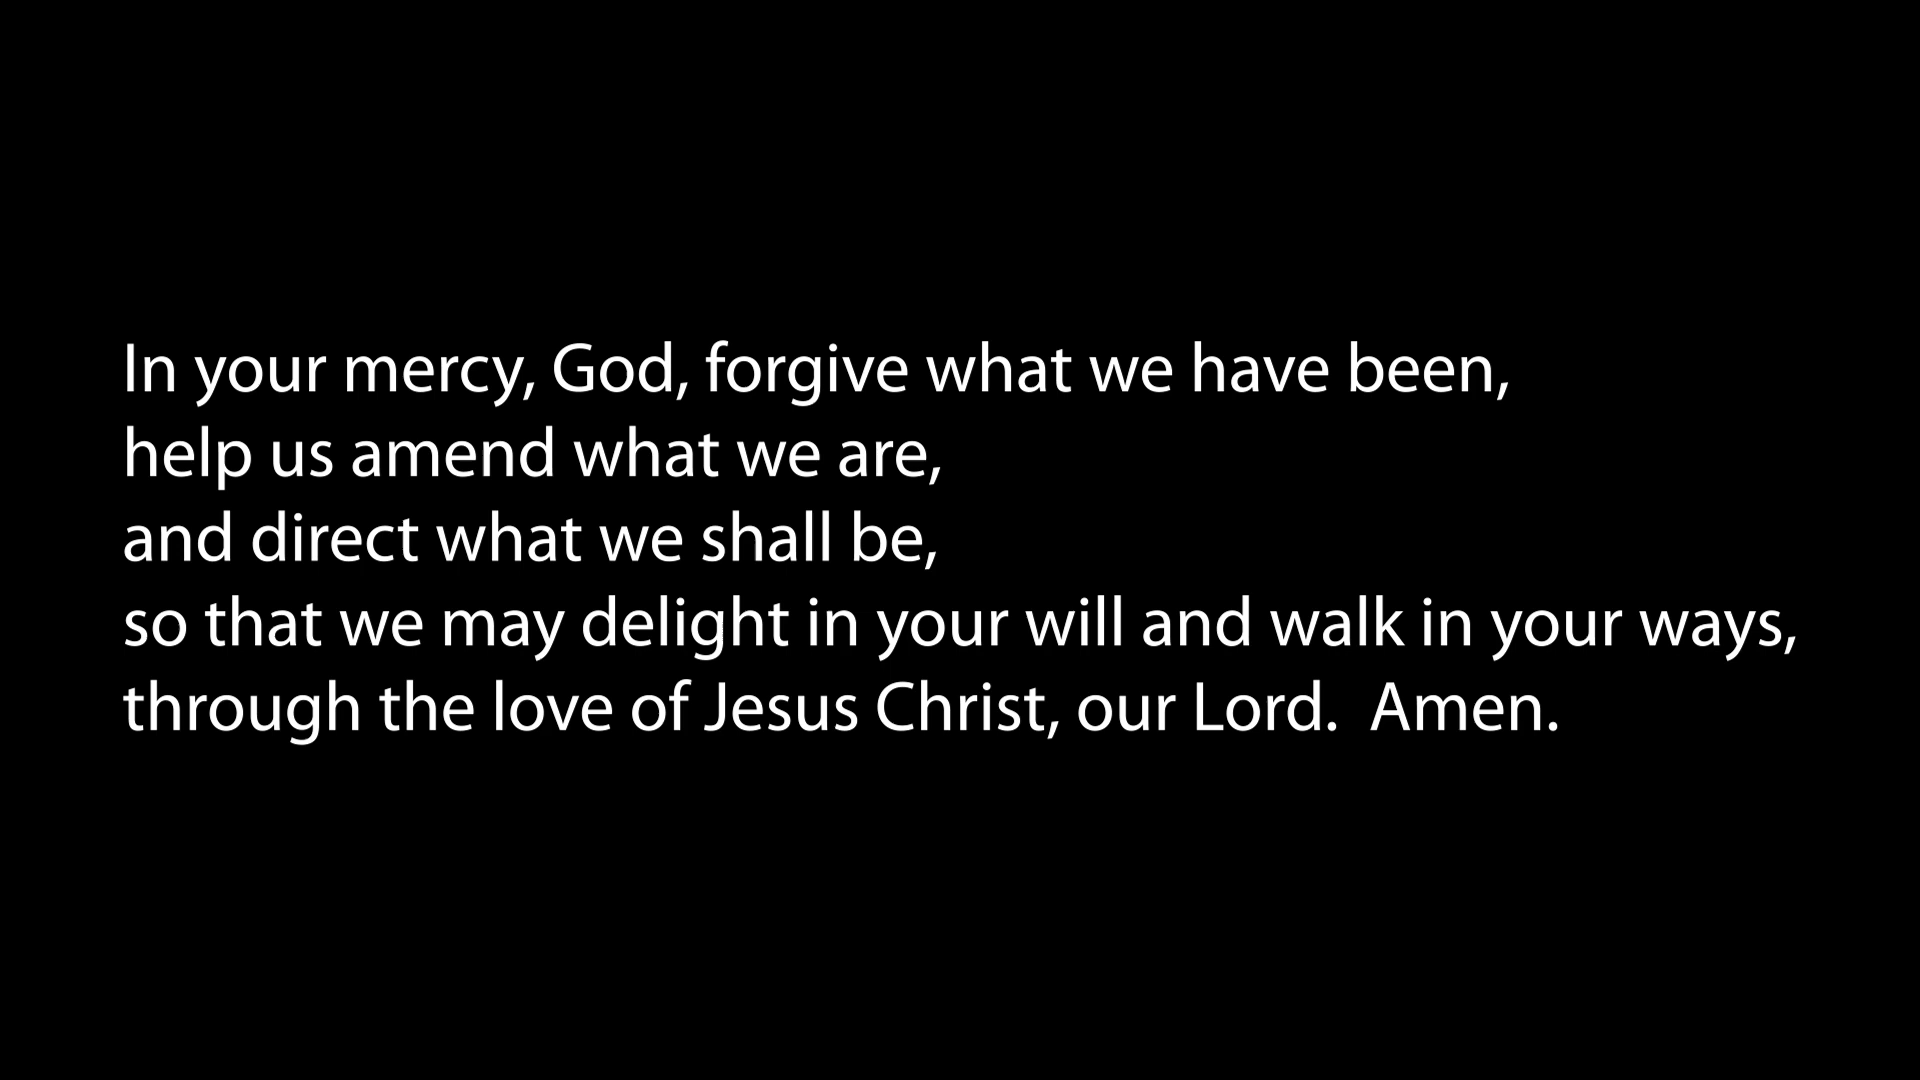 In your mercy, God, forgive what we have been,
help us amend what we are,
and direct what we shall be,
so that we may delight in your will and walk in your ways,
through the love of Jesus Christ, our Lord.  Amen.